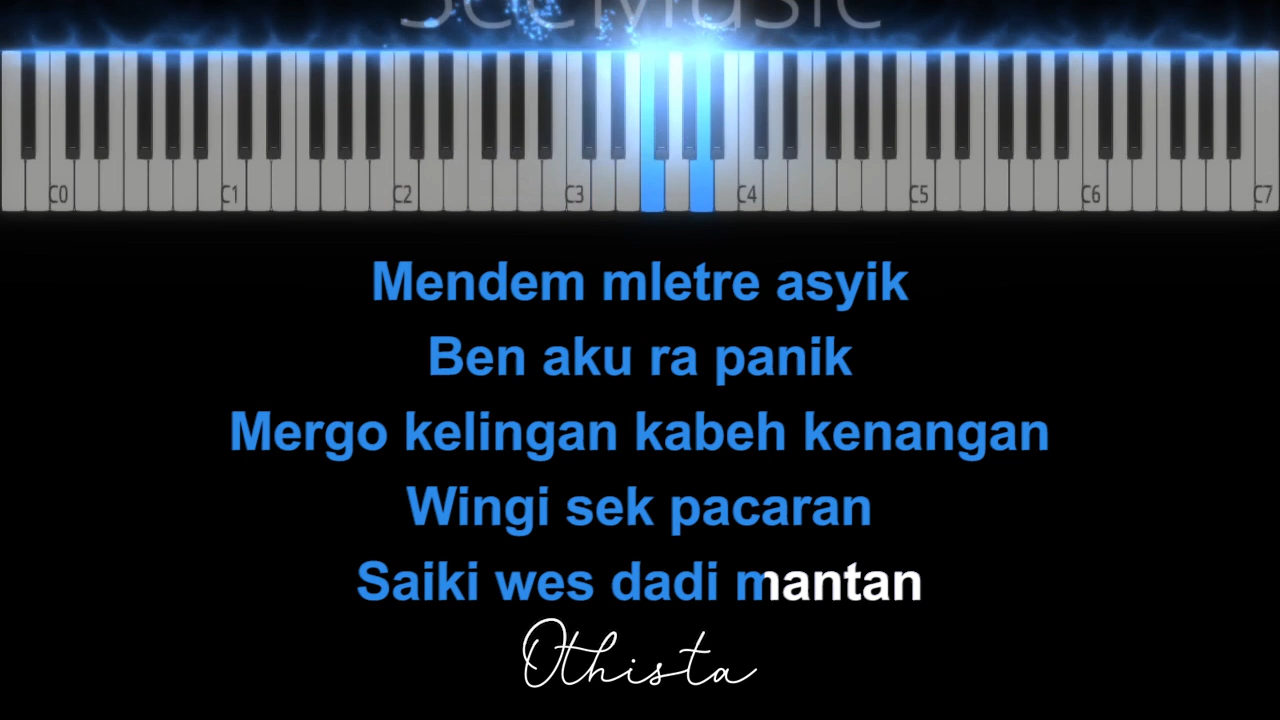 SeeMusic
C0 C1 C2 C3 C4 C5 C6 C7
Mendem mletre asyik
Ben aku ra panik
Mergo kelingan kabeh kenangan
Wingi sek pacaran
Saiki wes dadi mantan
Othista